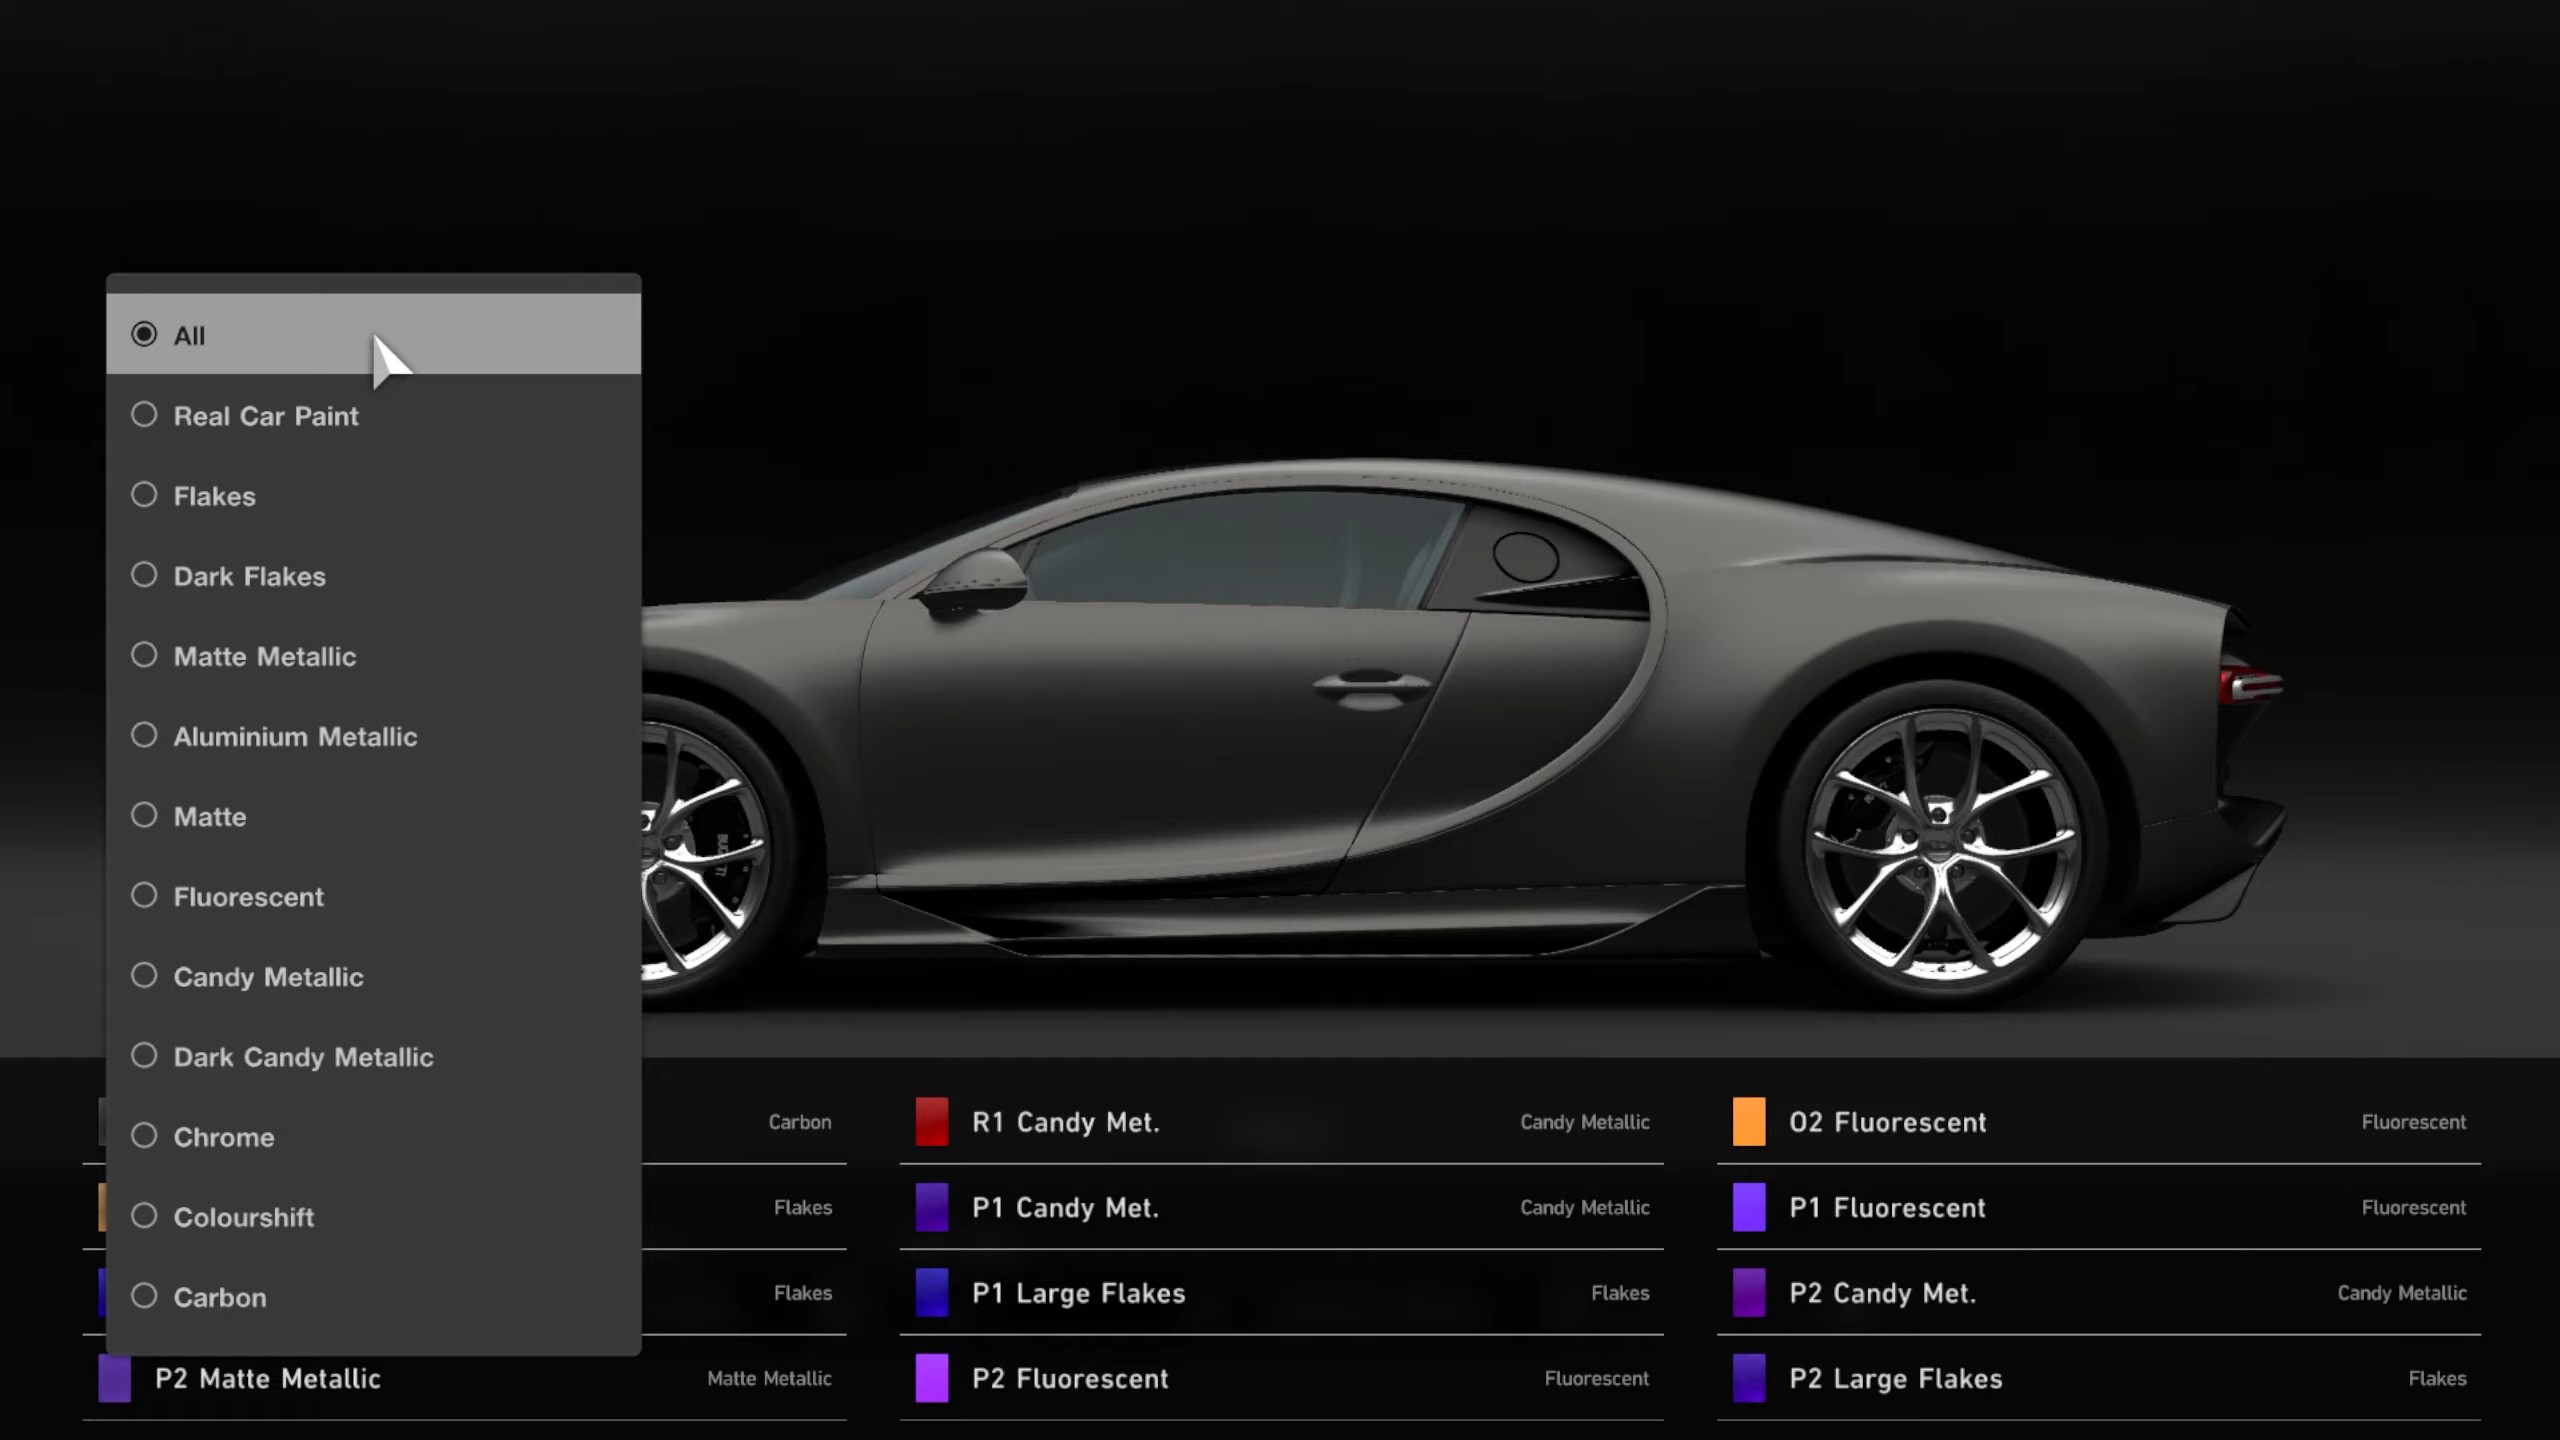 All
Real Car Paint
Flakes
Dark Flakes
Matte Metallic
Aluminium Metallic
Matte
Fluorescent
Candy Metallic
Dark Candy Metallic
Chrome
Colourshift
Carbon
Carbon
R1 Candy Met. Candy Metallic
O2 Fluorescent Fluorescent
Flakes
P1 Candy Met. Candy Metallic
P1 Fluorescent Fluorescent
Flakes
P1 Large Flakes Flakes
P2 Candy Met. Candy Metallic
P2 Matte Metallic Matte Metallic
P2 Fluorescent Fluorescent
P2 Large Flakes Flakes
BUGATTI